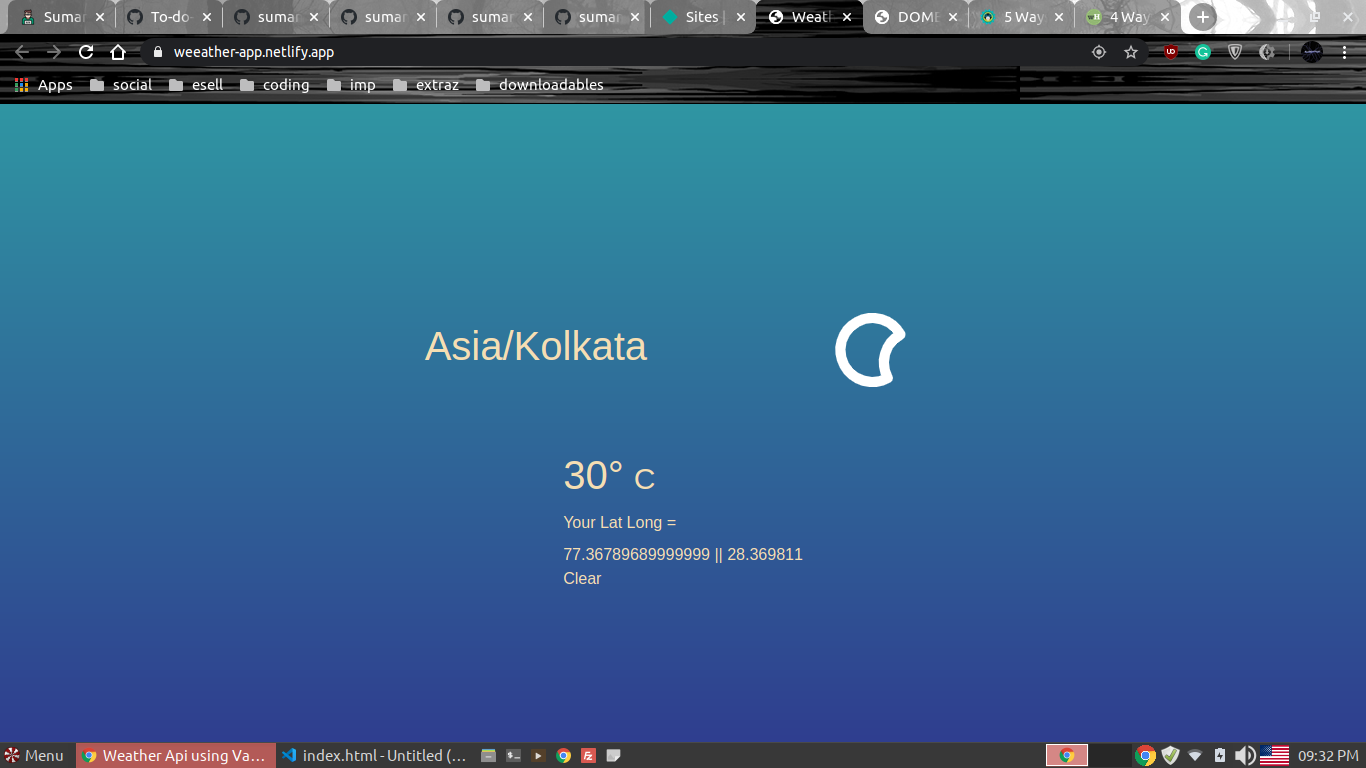 Suma To-do- sumar sumar sumar sumar Sites | Weat DOME 5 Way 4 Way
weeather-app.netlify.app
Apps social esell coding imp extraz downloadables
Asia/Kolkata
30° C
Your Lat Long =
77.36789689999999 || 28.369811
Clear
Menu Weather Api using Va... index.html - Untitled (... 09:32 PM